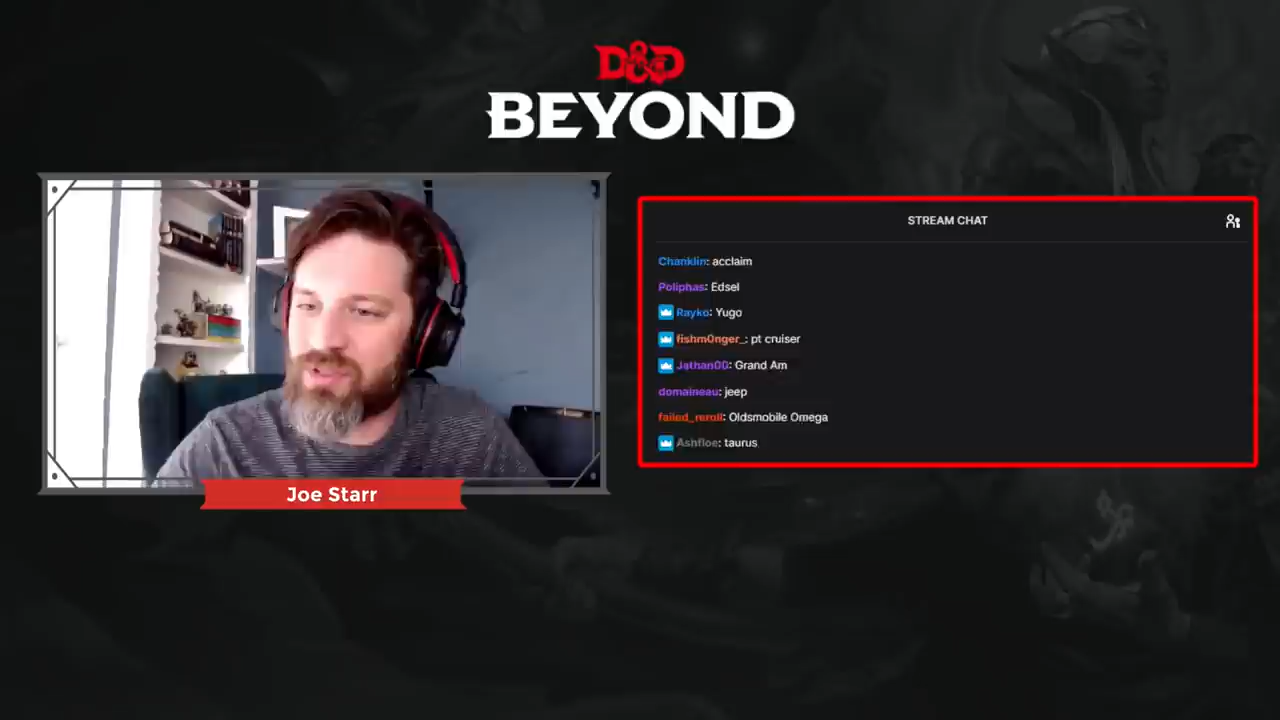 D&D
BEYOND
STREAM CHAT
Chanklin: acclaim
Poliphas: Edsel
Rayko: Yugo
fishm0nger_: pt cruiser
Jathan00: Grand Am
domaineau: jeep
failed_reroll: Oldsmobile Omega
Ashfloe: taurus
Joe Starr